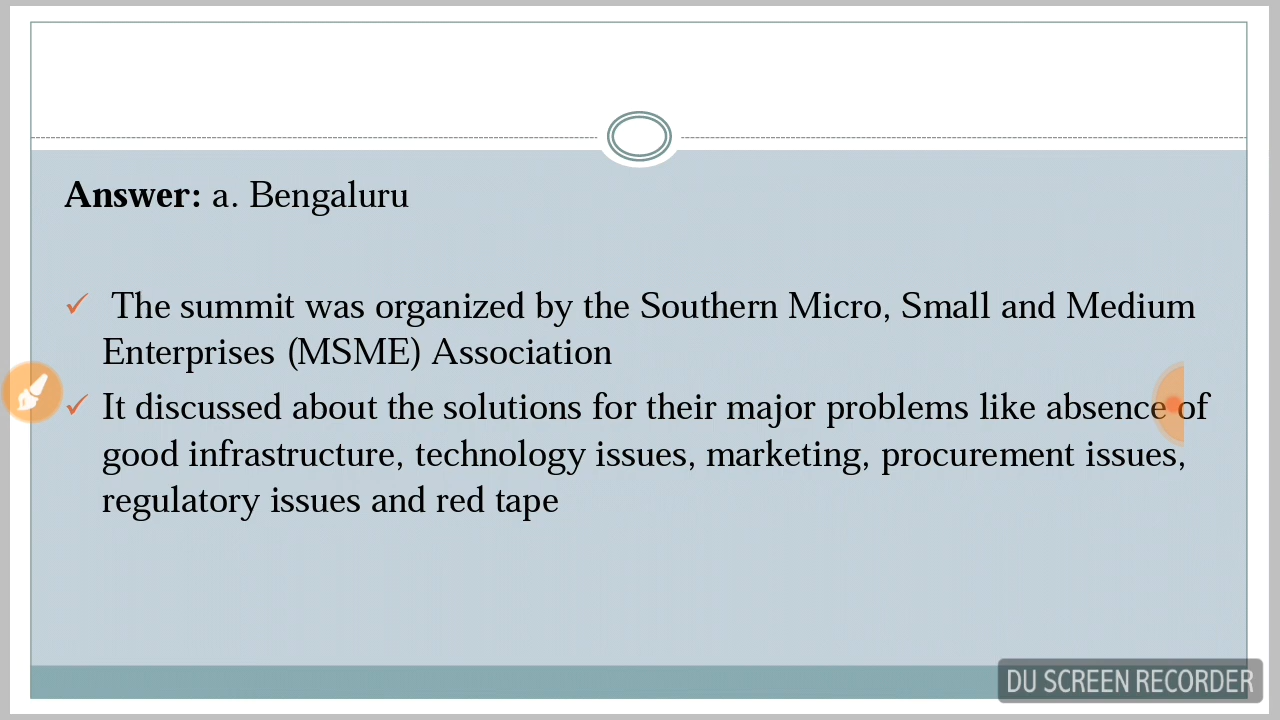 Answer: a. Bengaluru
The summit was organized by the Southern Micro, Small and Medium
Enterprises (MSME) Association
It discussed about the solutions for their major problems like absence of
good infrastructure, technology issues, marketing, procurement issues,
regulatory issues and red tape
DU SCREEN RECORDER